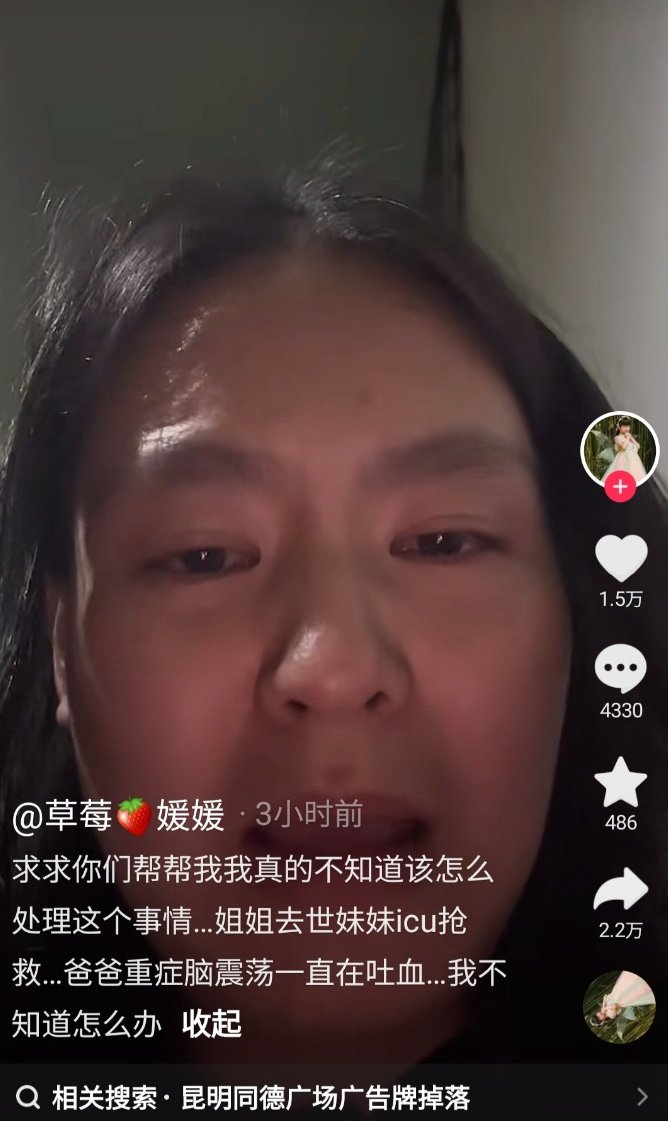 1.5万
4330
486
2.2万
@草莓🍓媛媛 · 3小时前
求求你们帮帮我我真的不知道该怎么
处理这个事情...姐姐去世妹妹icu抢
救...爸爸重症脑震荡一直在吐血...我不
知道怎么办 收起
相关搜索· 昆明同德广场广告牌掉落